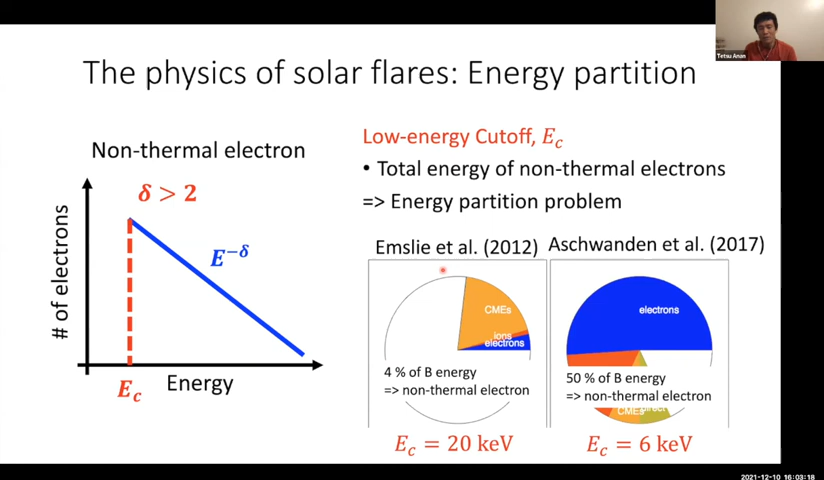 Tetsu Anan
The physics of solar flares: Energy partition
Non-thermal electron
δ > 2
E^{-δ}
# of electrons
E_c
Energy
Low-energy Cutoff, E_c
• Total energy of non-thermal electrons
=> Energy partition problem
Emslie et al. (2012)
CMEs
ions
electrons
4 % of B energy
=> non-thermal electron
E_c = 20 keV
Aschwanden et al. (2017)
electrons
50 % of B energy
=> non-thermal electron
CMEs
direct
E_c = 6 keV
2021-12-10 16:03:18